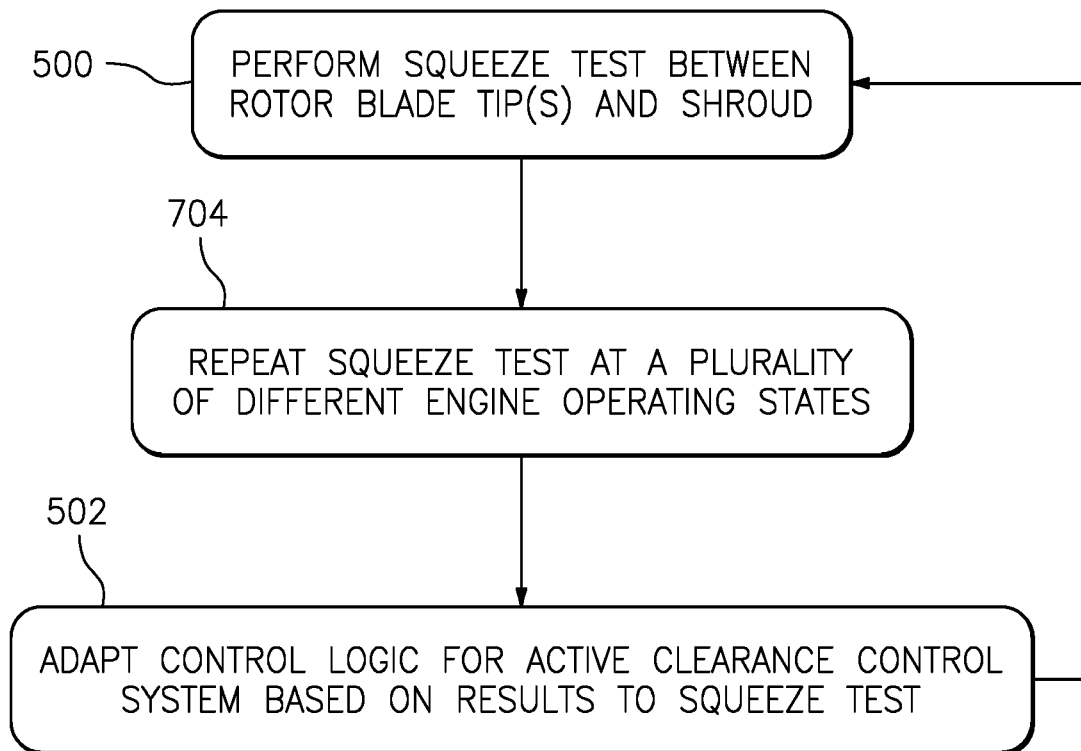 500
PERFORM SQUEEZE TEST BETWEEN
ROTOR BLADE TIP(S) AND SHROUD
704
REPEAT SQUEEZE TEST AT A PLURALITY
OF DIFFERENT ENGINE OPERATING STATES
502
ADAPT CONTROL LOGIC FOR ACTIVE CLEARANCE CONTROL
SYSTEM BASED ON RESULTS TO SQUEEZE TEST